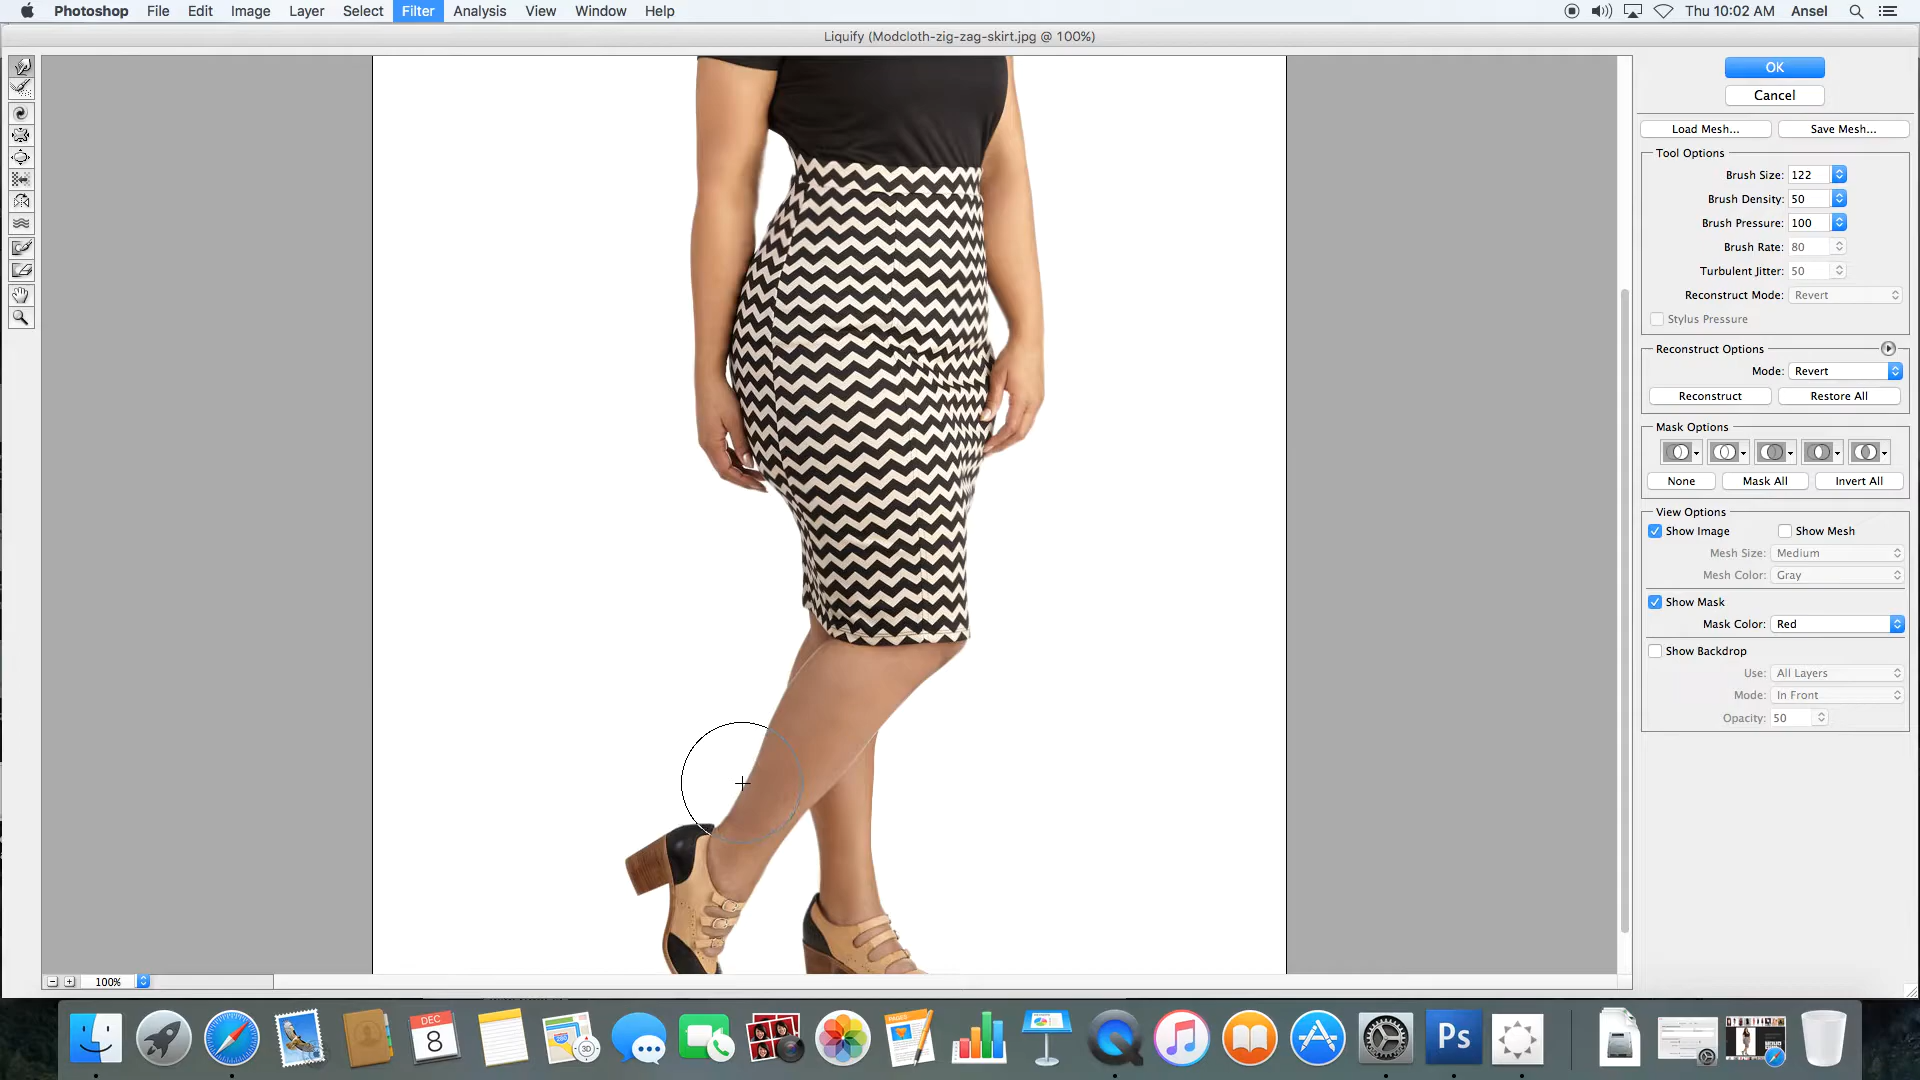 Photoshop File Edit Image Layer Select Filter Analysis View Window Help Thu 10:02 AM Ansel
Liquify (Modcloth-zig-zag-skirt.jpg @ 100%)
OK
Cancel
Load Mesh... Save Mesh...
Tool Options
Brush Size: 122
Brush Density: 50
Brush Pressure: 100
Brush Rate: 80
Turbulent Jitter: 50
Reconstruct Mode: Revert
Stylus Pressure
Reconstruct Options
Mode: Revert
Reconstruct Restore All
Mask Options
None Mask All Invert All
View Options
Show Image Show Mesh
Mesh Size: Medium
Mesh Color: Gray
Show Mask
Mask Color: Red
Show Backdrop
Use: All Layers
Mode: In Front
Opacity: 50
100%
DEC
8
280
3D
PAGES
Ps